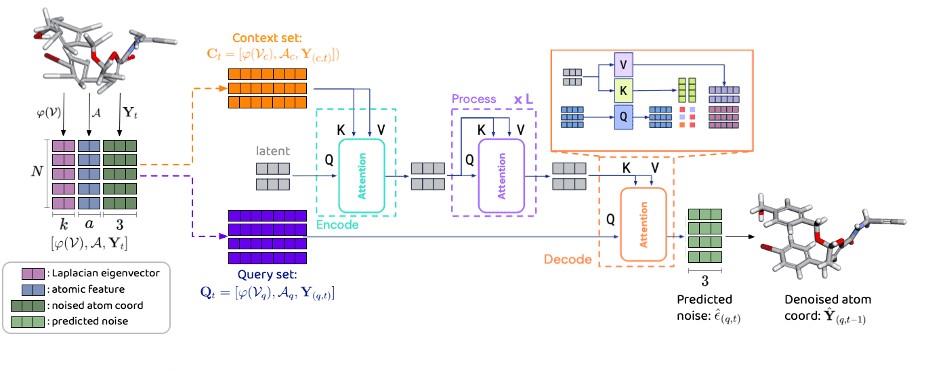 φ(𝒱) 𝒜 Y_t
N
k a 3
[φ(𝒱), 𝒜, Y_t]
: Laplacian eigenvector
: atomic feature
: noised atom coord
: predicted noise
Context set:
C_t = [φ(𝒱_c), 𝒜_c, Y_(c,t)])
latent
Query set:
Q_t = [φ(𝒱_q), 𝒜_q, Y_(q,t)]
K V
Q
Attention
Encode
Process x L
K V
Q
Attention
V
K
Q
K V
Q
Attention
Decode
3
Predicted
noise: ε̂_(q,t)
Denoised atom
coord: Ŷ_(q,t−1)